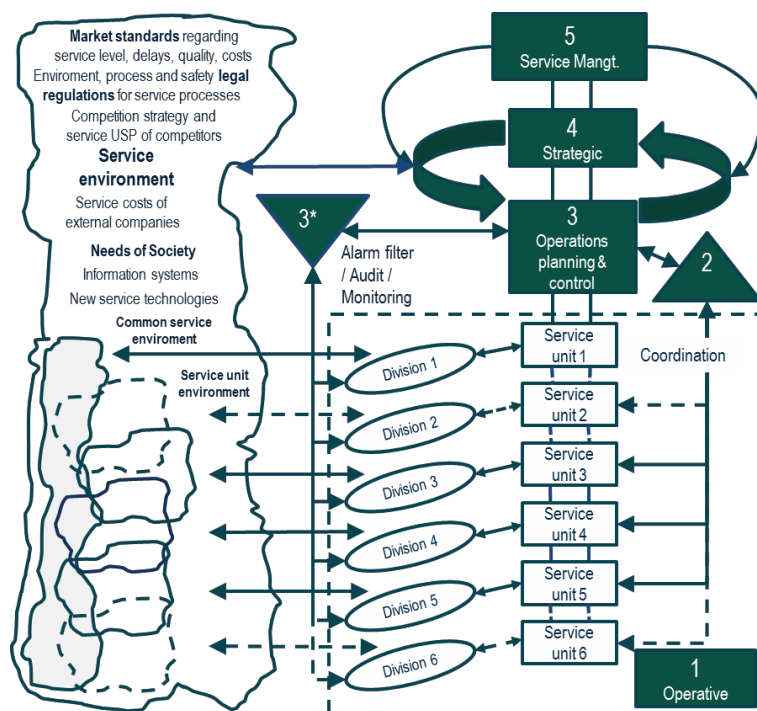 Market standards regarding
service level, delays, quality, costs
Enviroment, process and safety legal
regulations for service processes
Competition strategy and
service USP of competitors
Service
environment
Service costs of
external companies
Needs of Society
Information systems
New service technologies
Common service
enviroment
Service unit
environment
5
Service Mangt.
4
Strategic
3
Operations
planning &
control
3*
Alarm filter
/ Audit /
Monitoring
2
Coordination
Division 1
Service
unit 1
Division 2
Service
unit 2
Division 3
Service
unit 3
Division 4
Service
unit 4
Division 5
Service
unit 5
Division 6
Service
unit 6
1
Operative